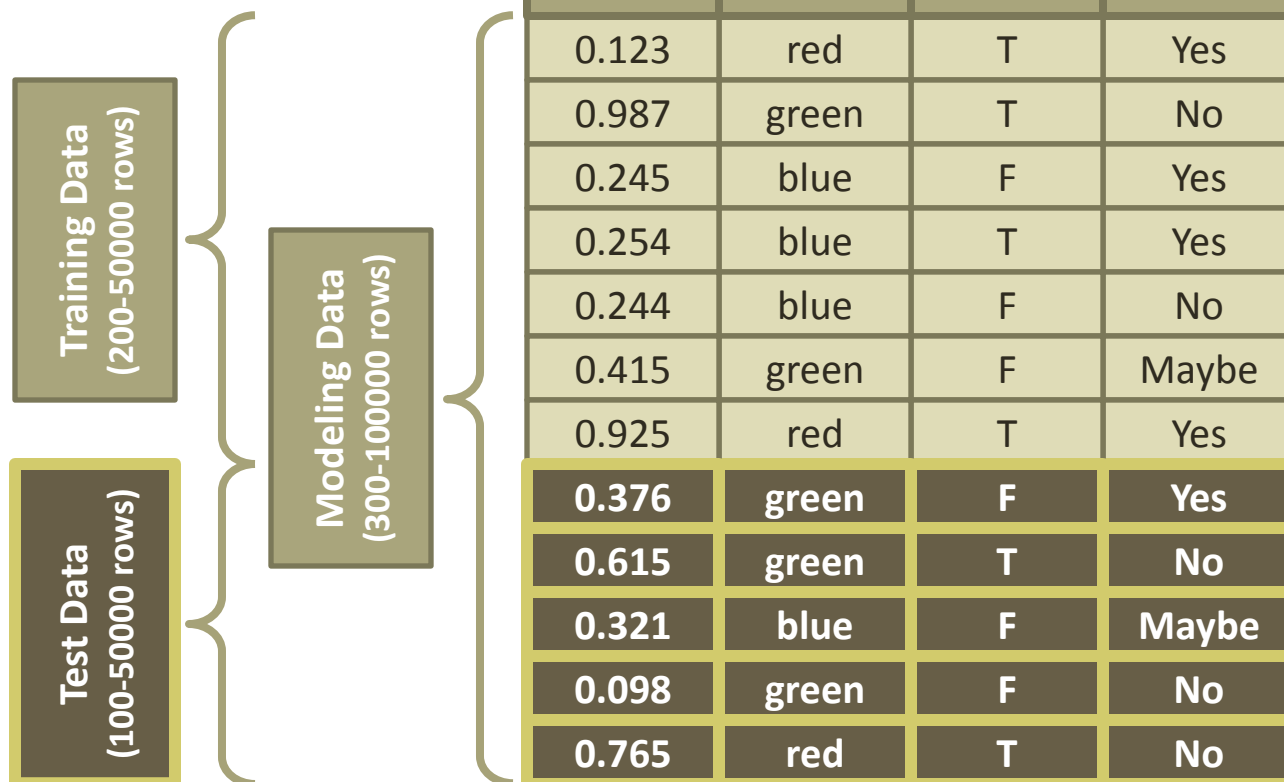 Training Data
(200-50000 rows)
Test Data
(100-50000 rows)
Modeling Data
(300-100000 rows)
0.123 red T Yes
0.987 green T No
0.245 blue F Yes
0.254 blue T Yes
0.244 blue F No
0.415 green F Maybe
0.925 red T Yes
0.376 green F Yes
0.615 green T No
0.321 blue F Maybe
0.098 green F No
0.765 red T No